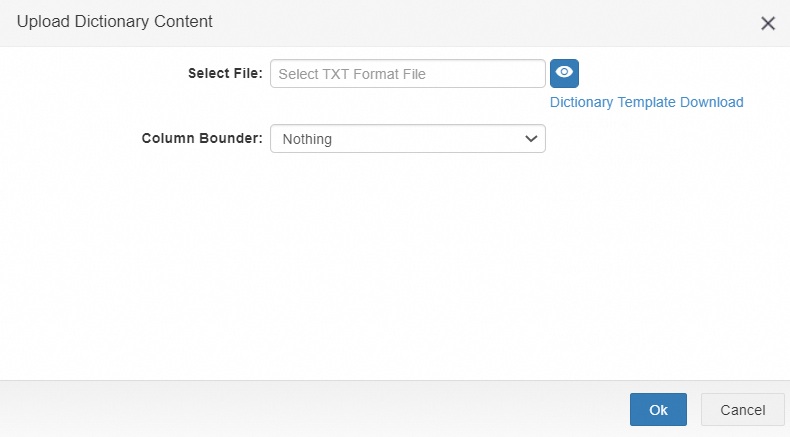 Upload Dictionary Content
Select File: Select TXT Format File
Dictionary Template Download
Column Bounder: Nothing
Ok Cancel